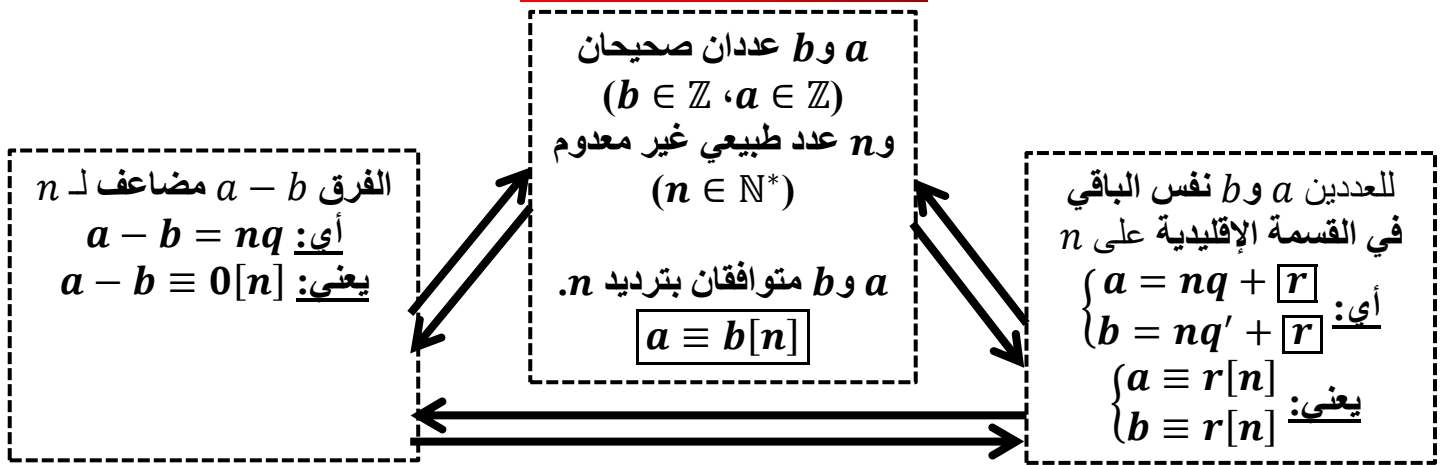 a و b عددان صحيحان
(b ∈ ℤ ،a ∈ ℤ)
و n عدد طبيعي غير معدوم
(n ∈ ℕ*)
a و b متوافقان بترديد n.
a ≡ b[n]
للعددين a و b نفس الباقي
في القسمة الإقليدية على n
أي: {a = nq + r
b = nq′ + r
يعني: {a ≡ r[n]
b ≡ r[n]
الفرق a − b مضاعف لـ n
أي: a − b = nq
يعني: a − b ≡ 0[n]